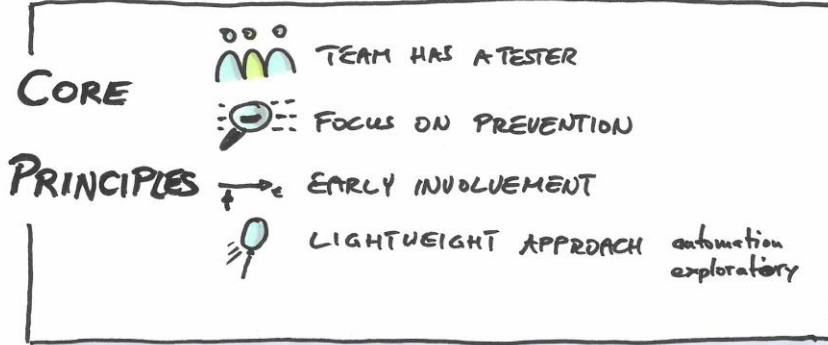 CORE
PRINCIPLES
TEAM HAS A TESTER
FOCUS ON PREVENTION
EARLY INVOLVEMENT
LIGHTWEIGHT APPROACH automation
exploratory